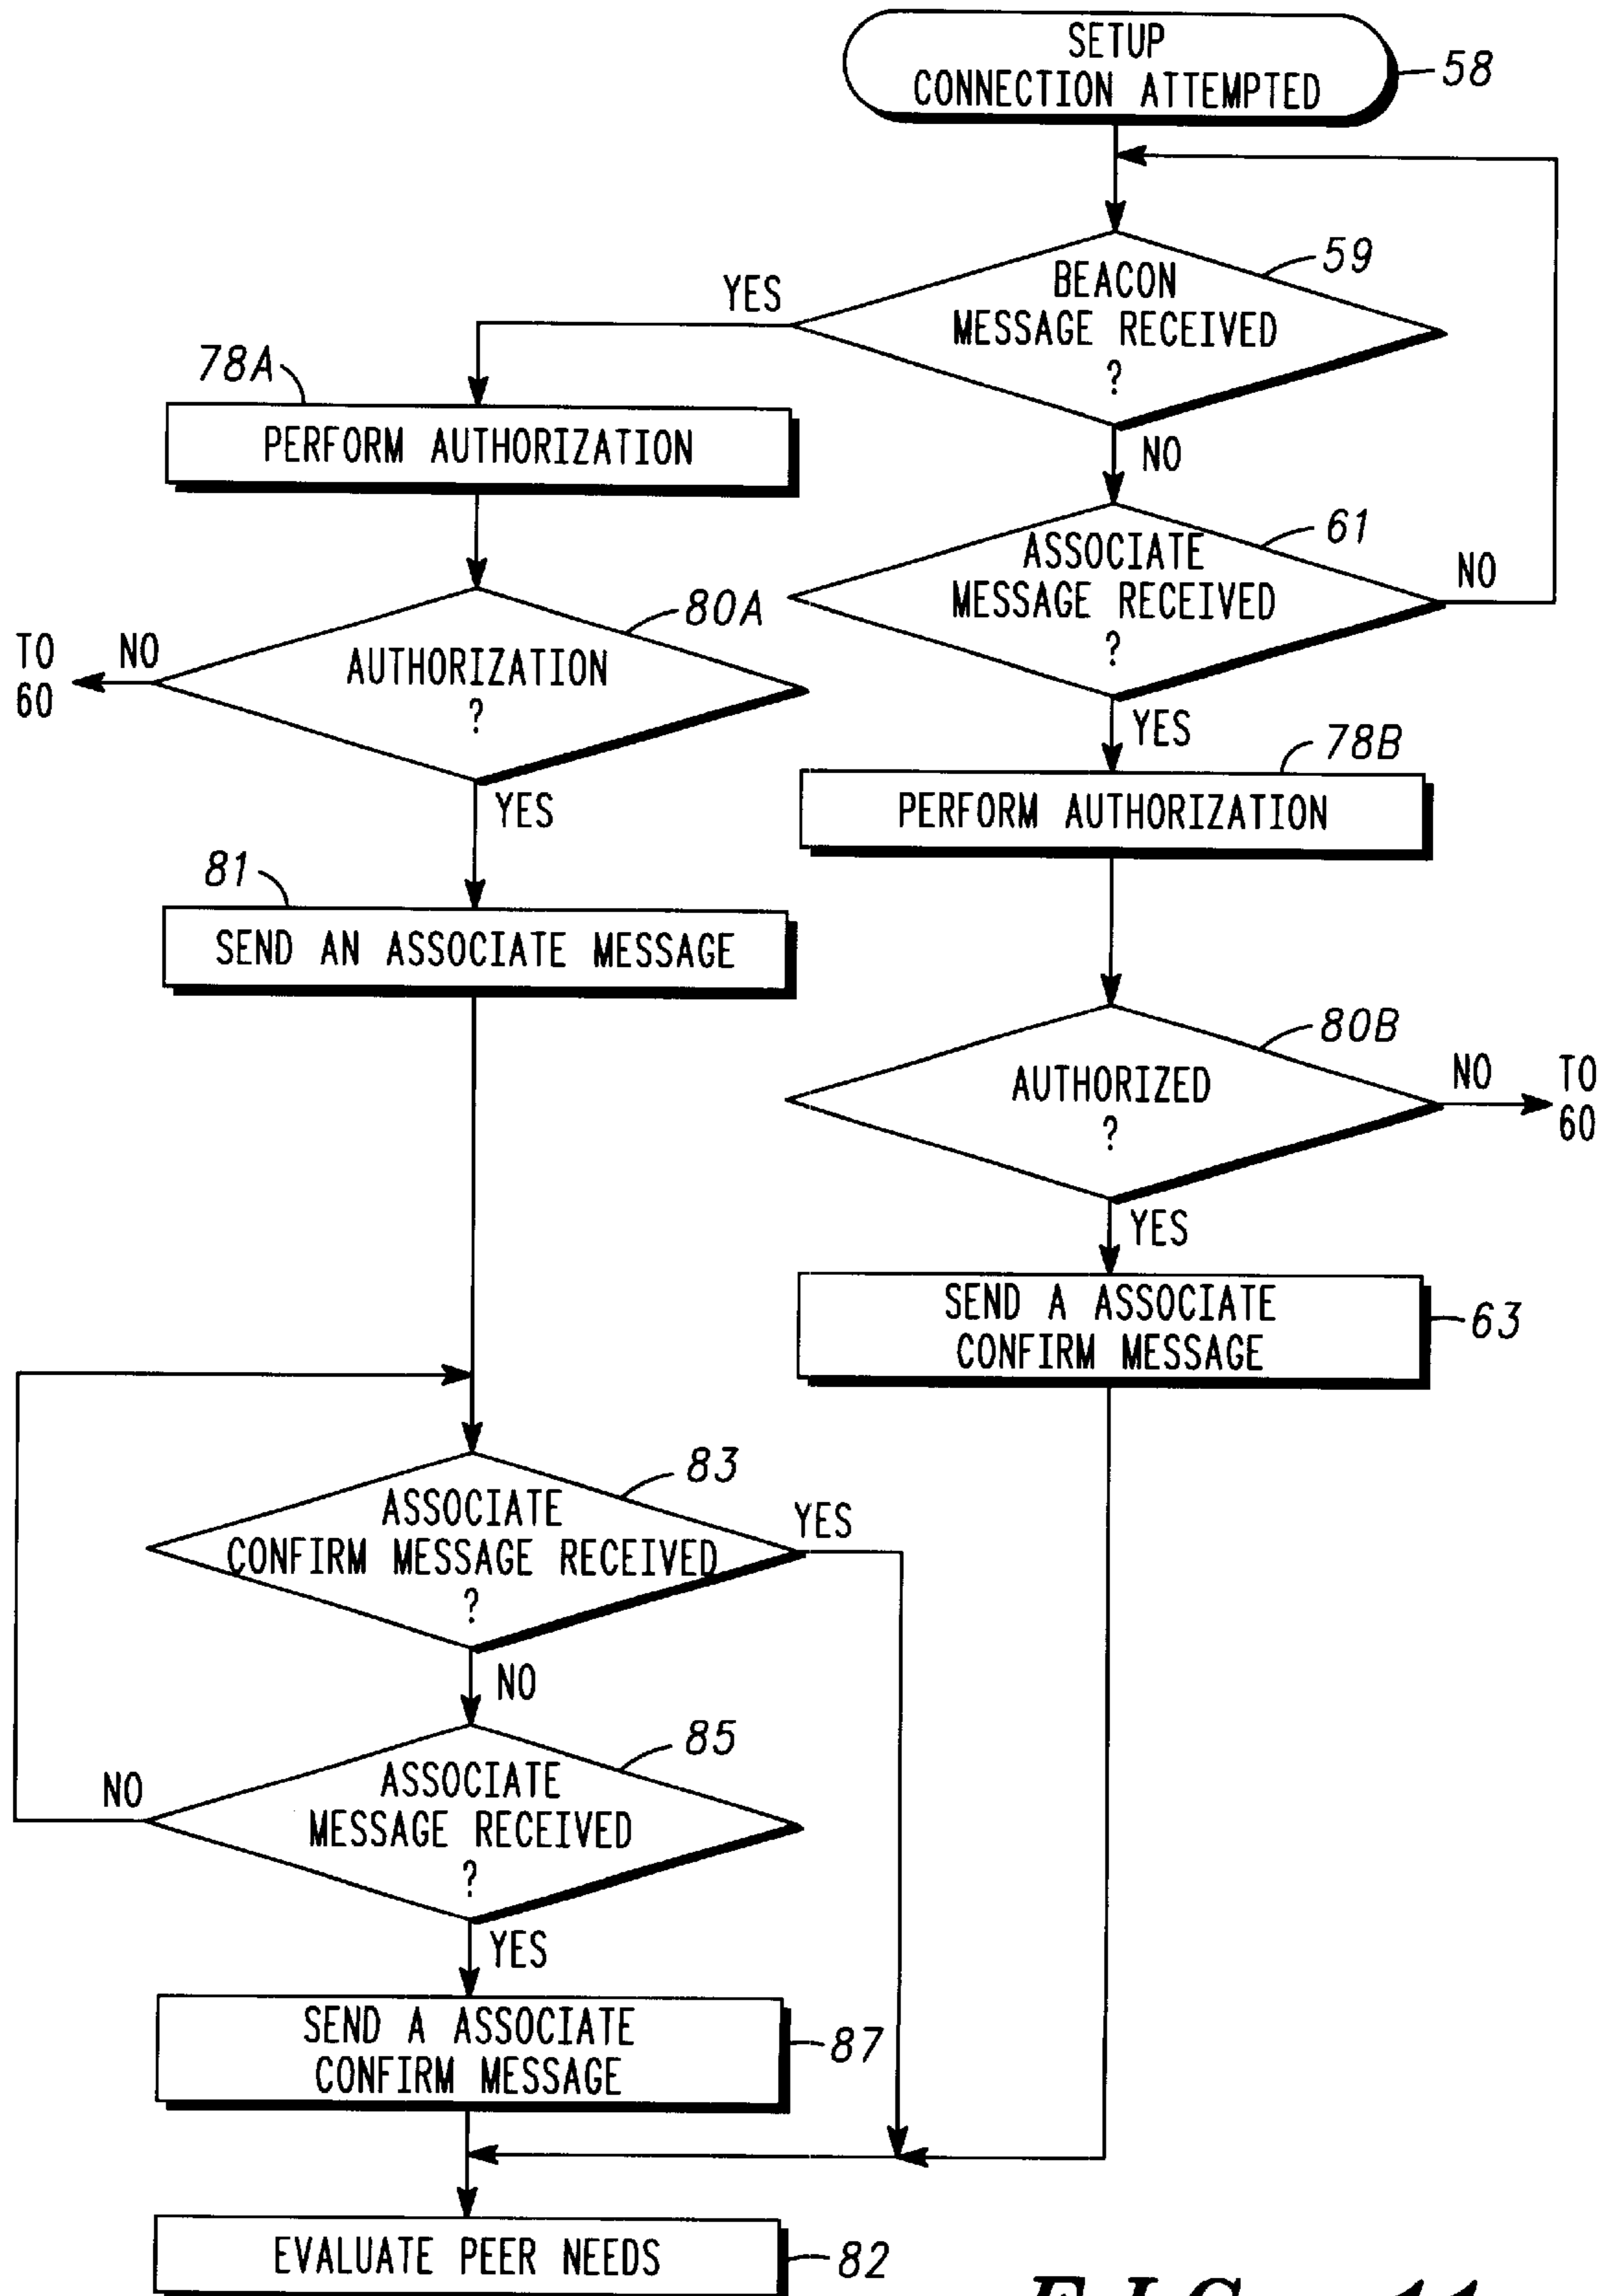 SETUP
CONNECTION ATTEMPTED
58
BEACON
MESSAGE RECEIVED
?
59
YES
NO
78A
PERFORM AUTHORIZATION
ASSOCIATE
MESSAGE RECEIVED
?
61
NO
YES
AUTHORIZATION
?
80A
NO
TO
60
YES
78B
PERFORM AUTHORIZATION
81
SEND AN ASSOCIATE MESSAGE
AUTHORIZED
?
80B
NO
TO
60
YES
SEND A ASSOCIATE
CONFIRM MESSAGE
63
ASSOCIATE
CONFIRM MESSAGE RECEIVED
?
83
YES
NO
ASSOCIATE
MESSAGE RECEIVED
?
85
NO
YES
SEND A ASSOCIATE
CONFIRM MESSAGE
87
EVALUATE PEER NEEDS
82